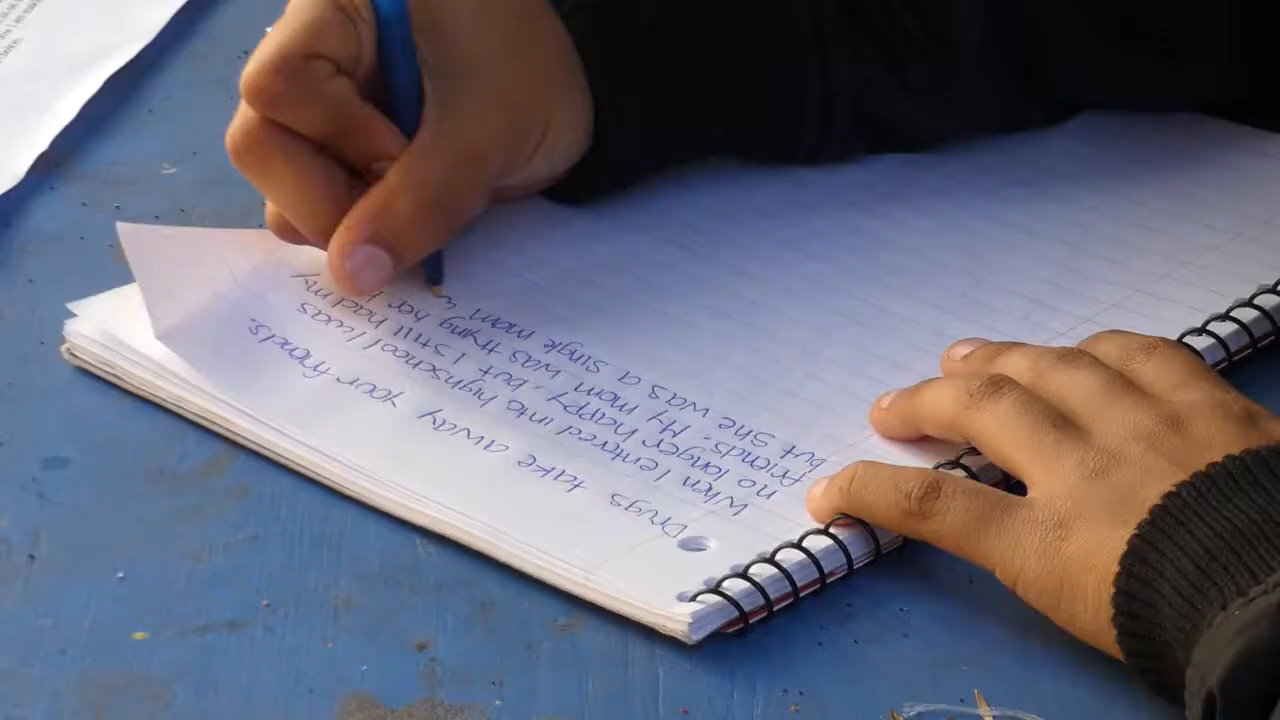 Drugs take away your friends.
When I entered into highschool I was
no longer happy, but I still had my
friends. My mom was trying her
but she was a single mom